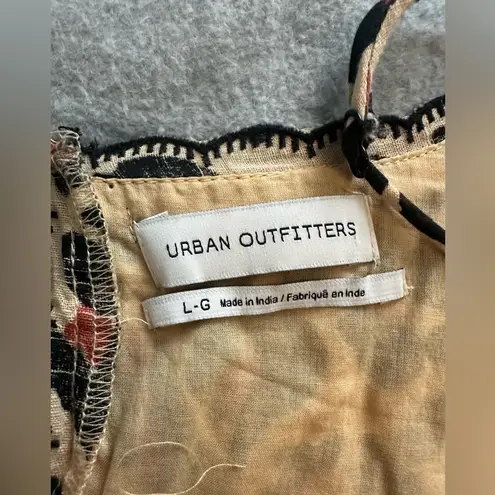 URBAN OUTFITTERS
L-G Made in India / Fabriqué en Inde